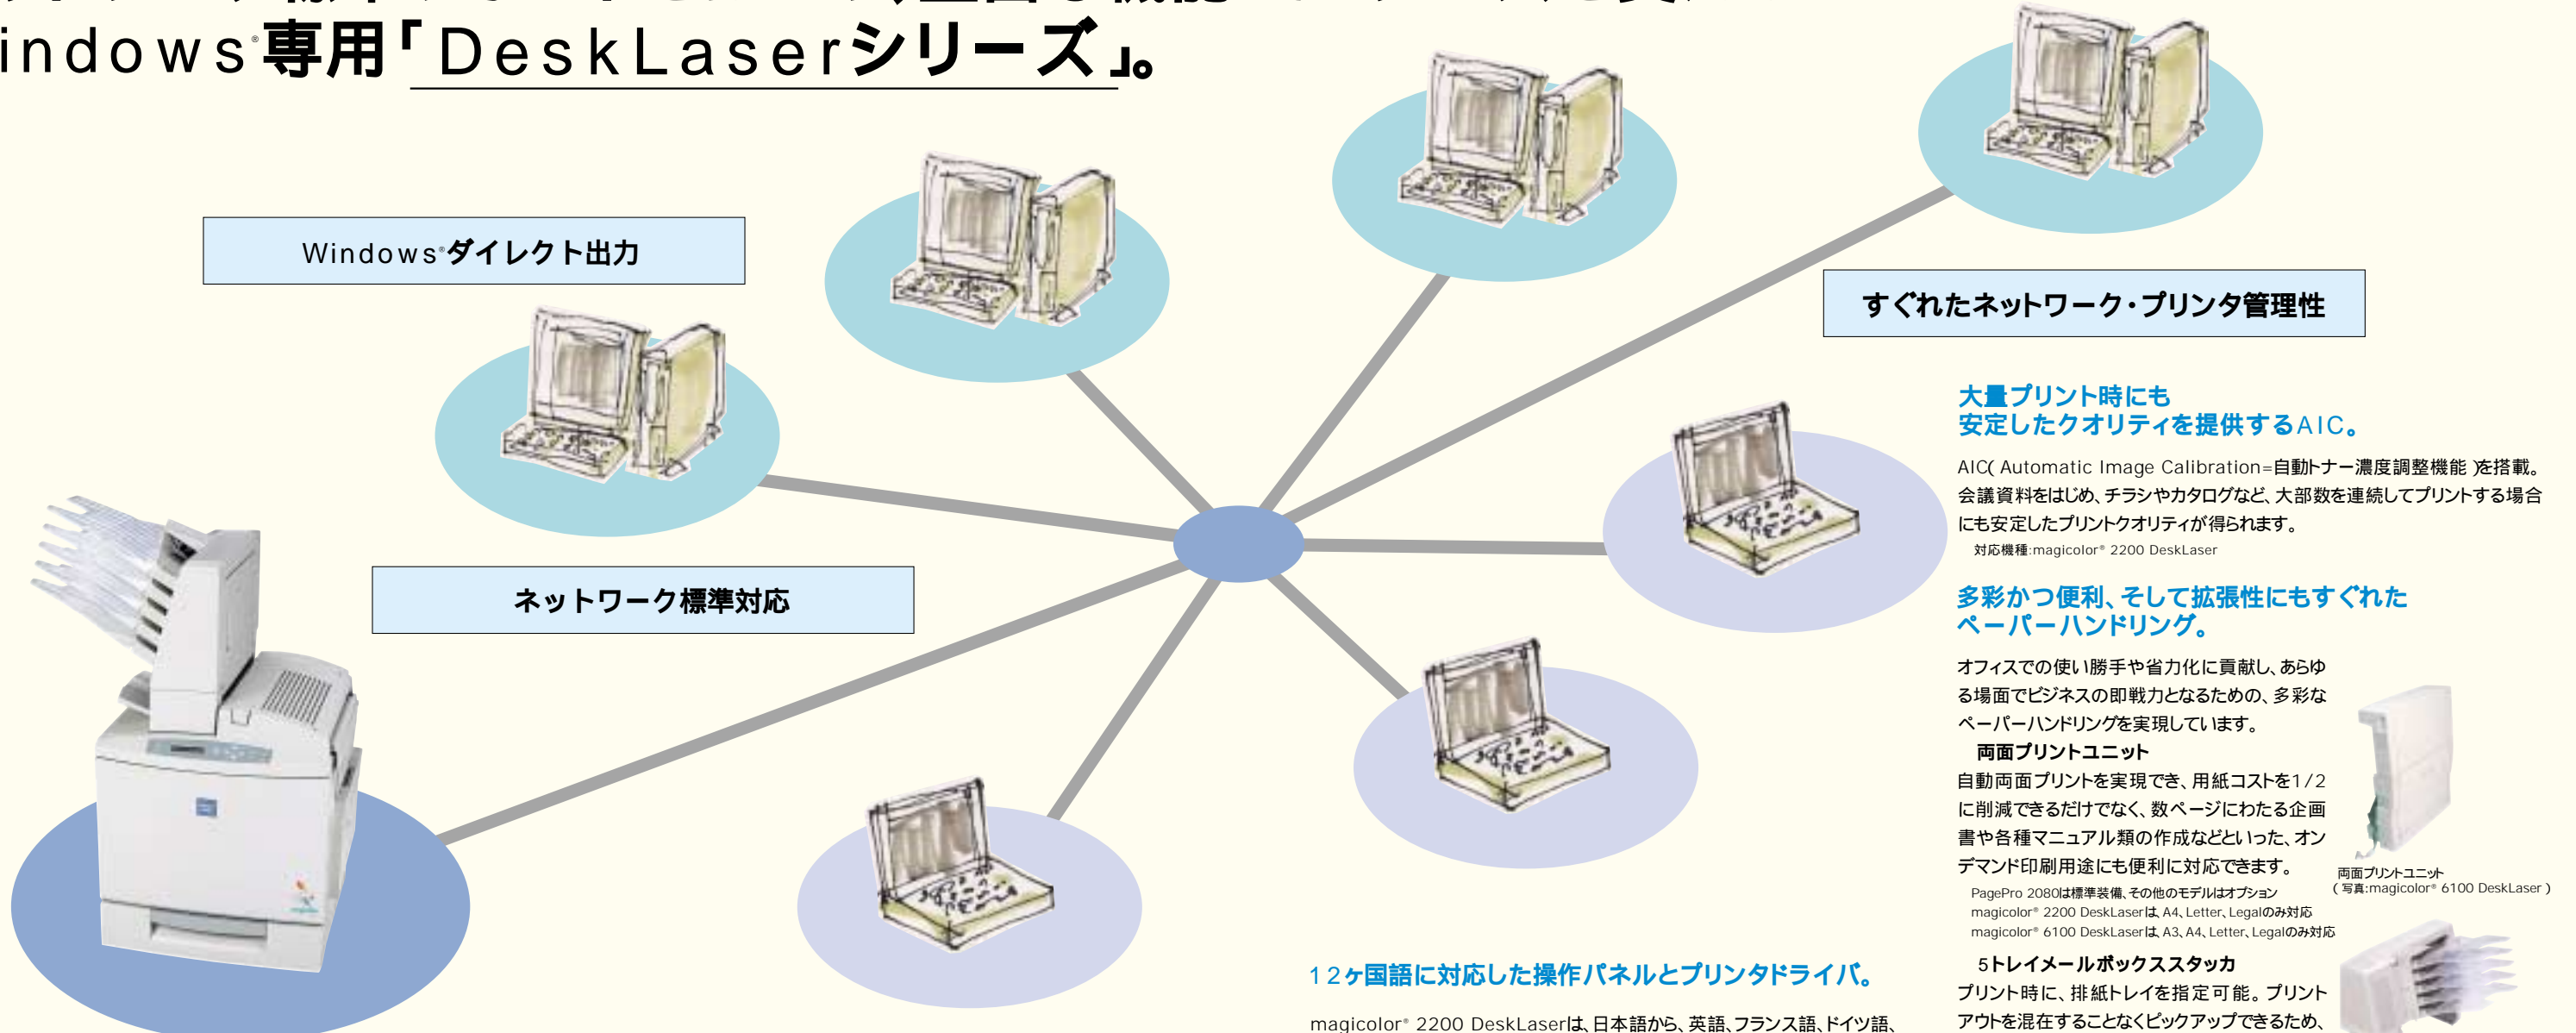 indows®専用「DeskLaserシリーズ」。
Windows®ダイレクト出力
すぐれたネットワーク・プリンタ管理性
ネットワーク標準対応
大量プリント時にも
安定したクオリティを提供するAIC。
AIC(Automatic Image Calibration=自動トナー濃度調整機能)を搭載。
会議資料をはじめ、チラシやカタログなど、大部数を連続してプリントする場合
にも安定したプリントクオリティが得られます。
対応機種:magicolor® 2200 DeskLaser
多彩かつ便利、そして拡張性にもすぐれた
ペーパーハンドリング。
オフィスでの使い勝手や省力化に貢献し、あらゆ
る場面でビジネスの即戦力となるための、多彩な
ペーパーハンドリングを実現しています。
両面プリントユニット
自動両面プリントを実現でき、用紙コストを1/2
に削減できるだけでなく、数ページにわたる企画
書や各種マニュアル類の作成などといった、オン
デマンド印刷用途にも便利に対応できます。
PagePro 2080は標準装備、その他のモデルはオプション
magicolor® 2200 DeskLaserは、A4、Letter、Legalのみ対応
magicolor® 6100 DeskLaserは、A3、A4、Letter、Legalのみ対応
両面プリントユニット
(写真:magicolor® 6100 DeskLaser)
5トレイメールボックススタッカ
プリント時に、排紙トレイを指定可能。プリント
アウトを混在することなくピックアップできるため、
12ヶ国語に対応した操作パネルとプリンタドライバ。
magicolor® 2200 DeskLaserは、日本語から、英語、フランス語、ドイツ語、